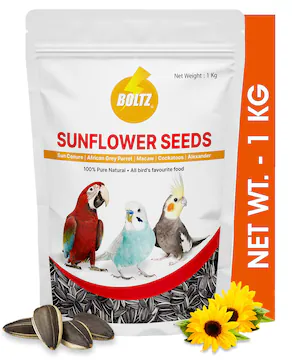 BOLTZ
Net Weight : 1 Kg
SUNFLOWER SEEDS
Sun Conure | African Grey Parrot | Macaw | Cockatoos | Alexander
100% Pure Natural • All bird's favourite food
NET WT. - 1 KG